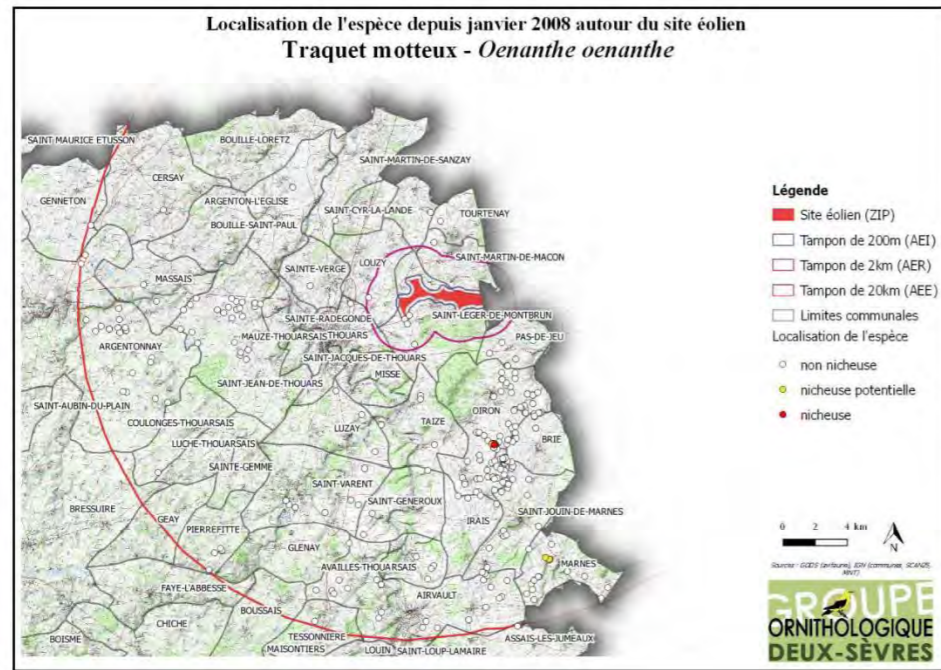 Localisation de l'espèce depuis janvier 2008 autour du site éolien
Traquet motteux - Oenanthe oenanthe
SAINT MAURICE ETUSSON
BOUILLE-LORETZ
SAINT-MARTIN-DE-SANZAY
CERSAY
GENNETON
ARGENTON-L'EGLISE
SAINT-CYR-LA-LANDE
TOURTENAY
BOUILLE-SAINT-PAUL
LOUZY
SAINT-MARTIN-DE-MACON
SAINTE-VERGE
MASSAIS
SAINTE-RADEGONDE
SAINT-LEGER-DE-MONTBRUN
MAUZE-THOUARSAIS
THOUARS
PAS-DE-JEU
ARGENTONNAY
SAINT-JACQUES-DE-THOUARS
MISSE
SAINT-JEAN-DE-THOUARS
OIRON
SAINT-AUBIN-DU-PLAIN
COULONGES-THOUARSAIS
LUZAY
TAIZE
BRIE
LUCHE-THOUARSAIS
SAINTE-GEMME
SAINT-VARENT
SAINT-GENEROUX
BRESSUIRE
GEAY
IRAIS
SAINT-JOUIN-DE-MARNES
PIERREFITTE
GLENAY
AVAILLES-THOUARSAIS
MARNES
FAYE-L'ABBESSE
AIRVAULT
BOUSSAIS
CHICHE
BOISME
TESSONNIERE
ASSAIS-LES-JUMEAUX
MAISONTIERS
LOUIN
SAINT-LOUP-LAMAIRE
Légende
Site éolien (ZIP)
Tampon de 200m (AEI)
Tampon de 2km (AER)
Tampon de 20km (AEE)
Limites communales
Localisation de l'espèce
non nicheuse
nicheuse potentielle
nicheuse
0 2 4 km
N
Sources : GODS (avifaune), IGN (communes, SCAN25, MNT)
GROUPE
ORNITHOLOGIQUE
DEUX-SÈVRES